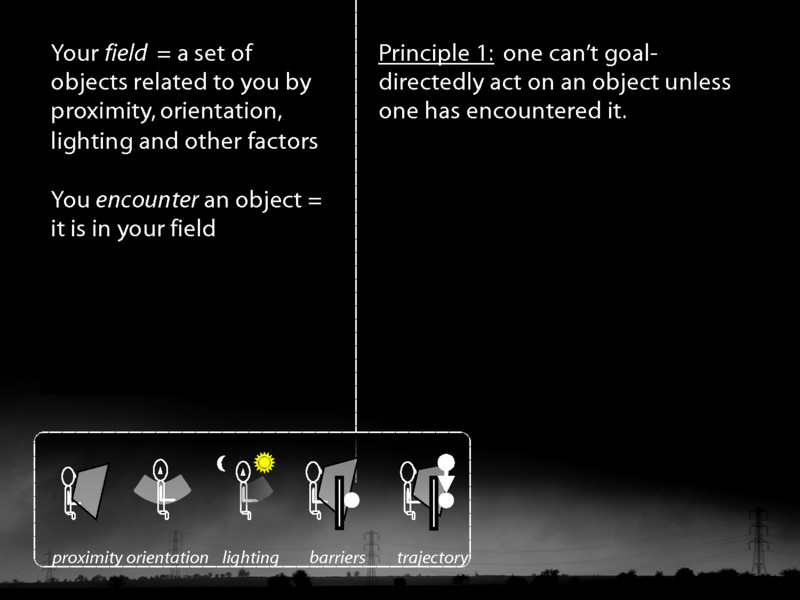 Your field = a set of
objects related to you by
proximity, orientation,
lighting and other factors
You encounter an object =
it is in your field
Principle 1: one can't goal-
directedly act on an object unless
one has encountered it.
proximity orientation lighting barriers trajectory